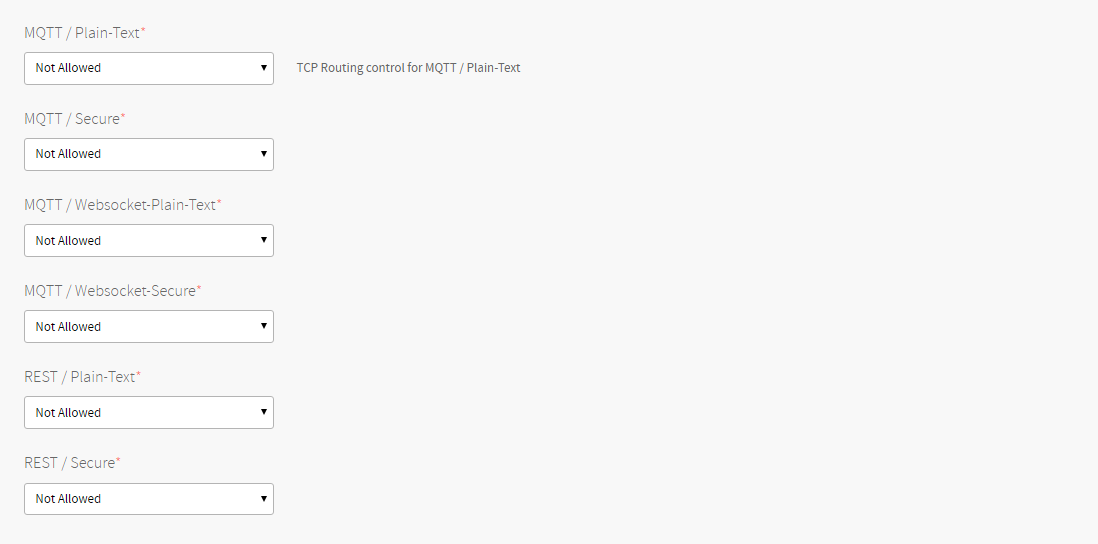 MQTT / Plain-Text*
Not Allowed
TCP Routing control for MQTT / Plain-Text
MQTT / Secure*
Not Allowed
MQTT / Websocket-Plain-Text*
Not Allowed
MQTT / Websocket-Secure*
Not Allowed
REST / Plain-Text*
Not Allowed
REST / Secure*
Not Allowed